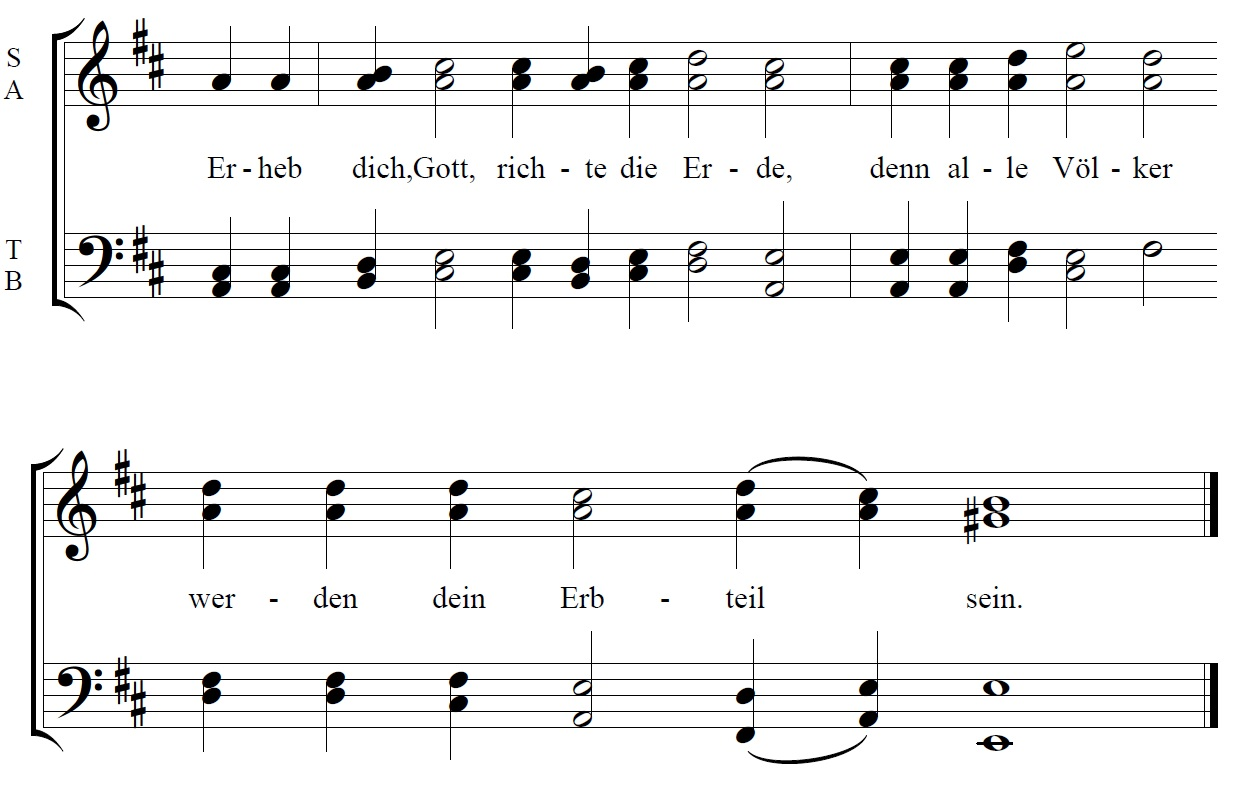 S
A
Er - heb dich, Gott, rich - te die Er - de, denn al - le Völ - ker
T
B
wer - den dein Erb - teil sein.